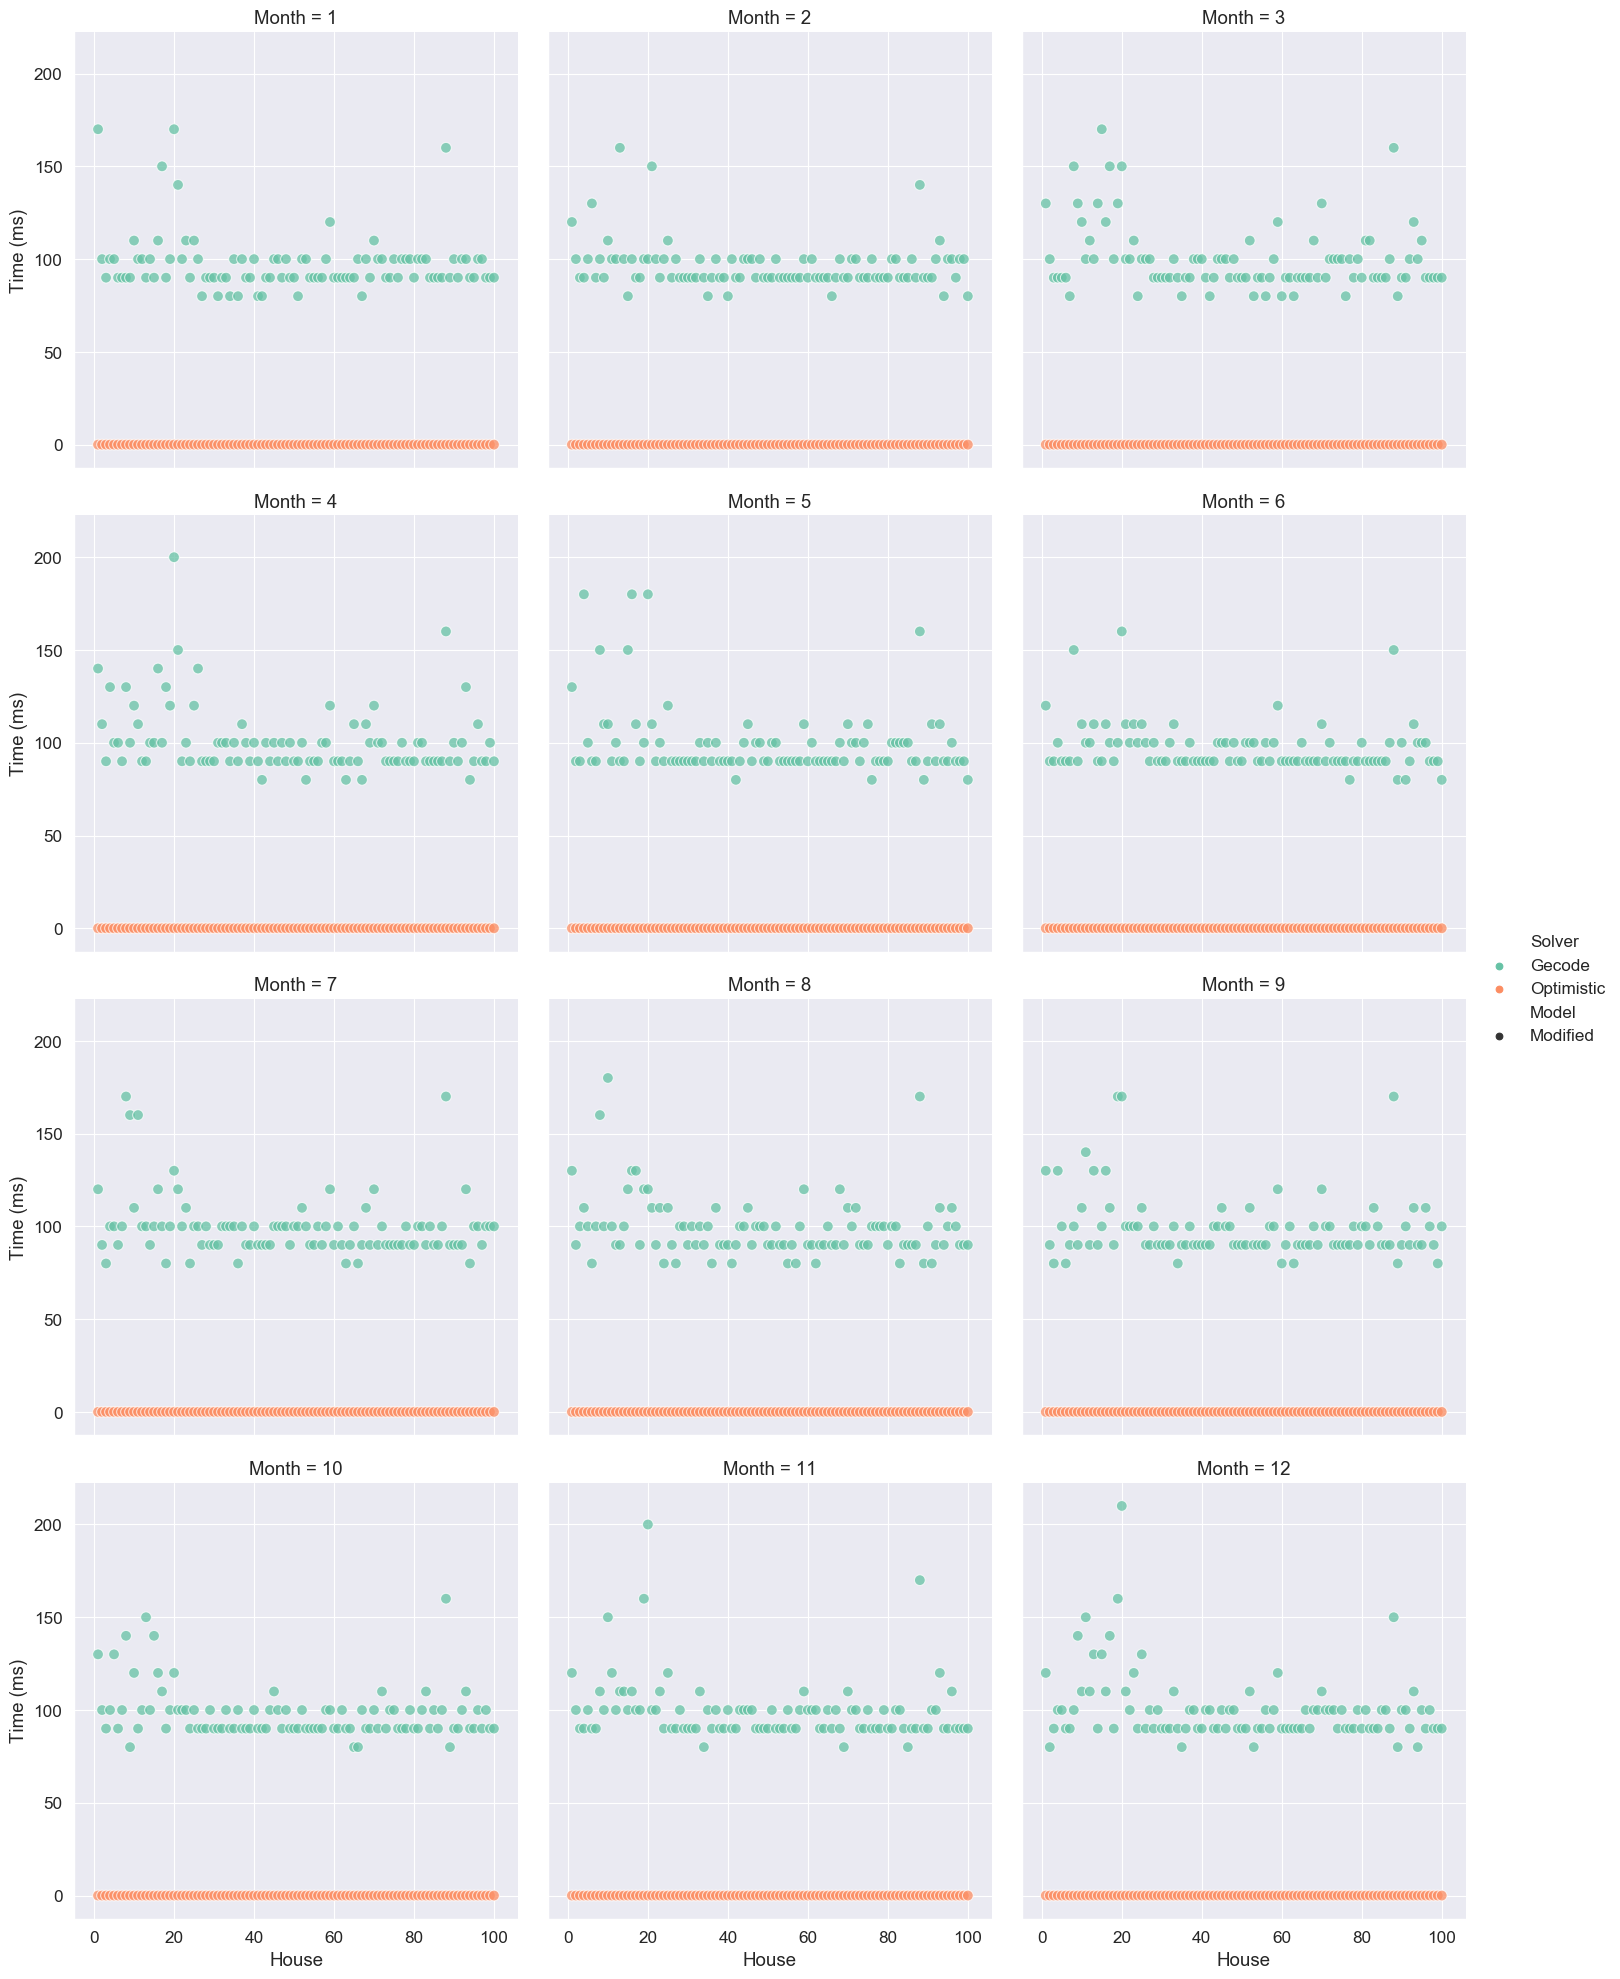 Month = 1
Month = 2
Month = 3
200
150
100
50
0
Time (ms)
Month = 4
Month = 5
Month = 6
200
150
100
50
0
Time (ms)
Solver
Gecode
Optimistic
Model
Modified
Month = 7
Month = 8
Month = 9
200
150
100
50
0
Time (ms)
Month = 10
Month = 11
Month = 12
200
150
100
50
0
Time (ms)
0 20 40 60 80 100
0 20 40 60 80 100
0 20 40 60 80 100
House
House
House